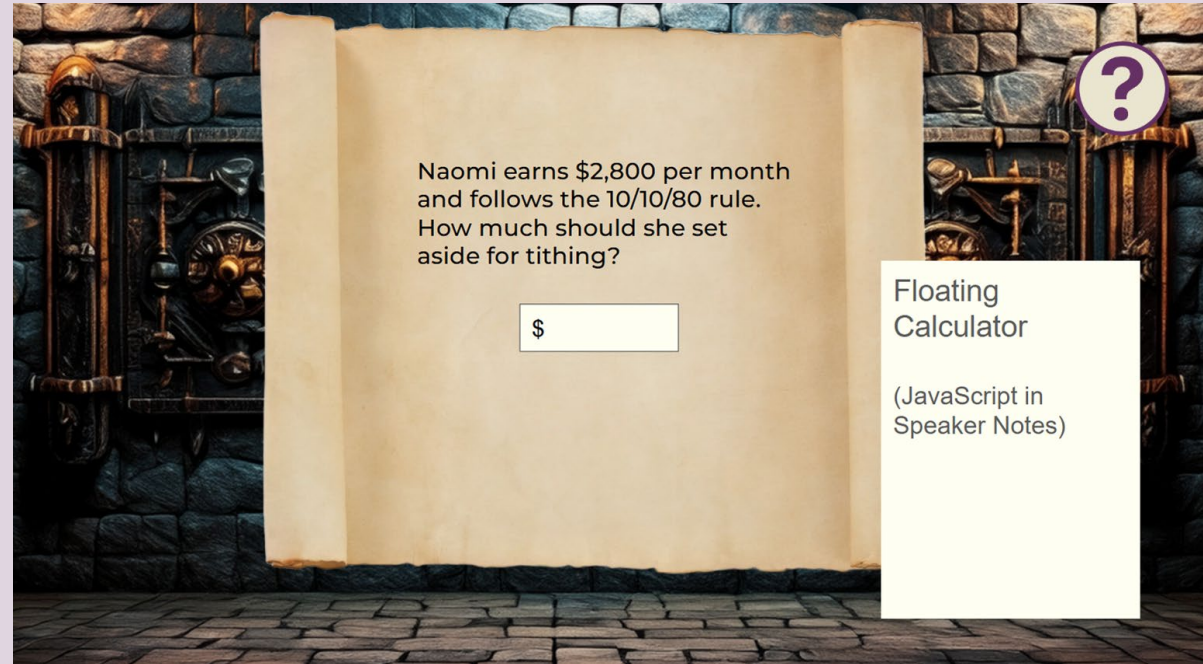 ?
Naomi earns $2,800 per month
and follows the 10/10/80 rule.
How much should she set
aside for tithing?
$
Floating
Calculator
(JavaScript in
Speaker Notes)